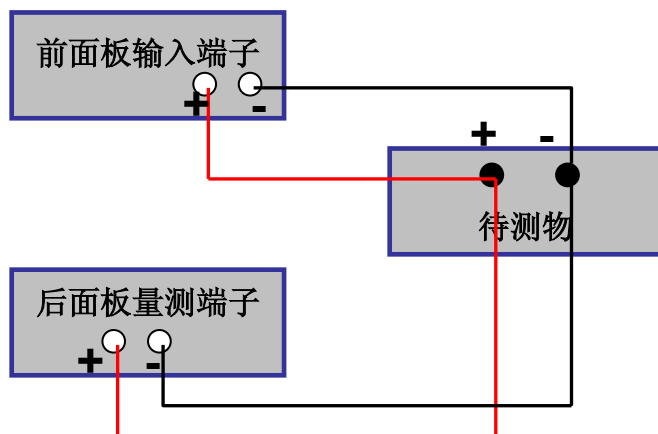 前面板输入端子
+ -
+ -
待测物
后面板量测端子
+ -